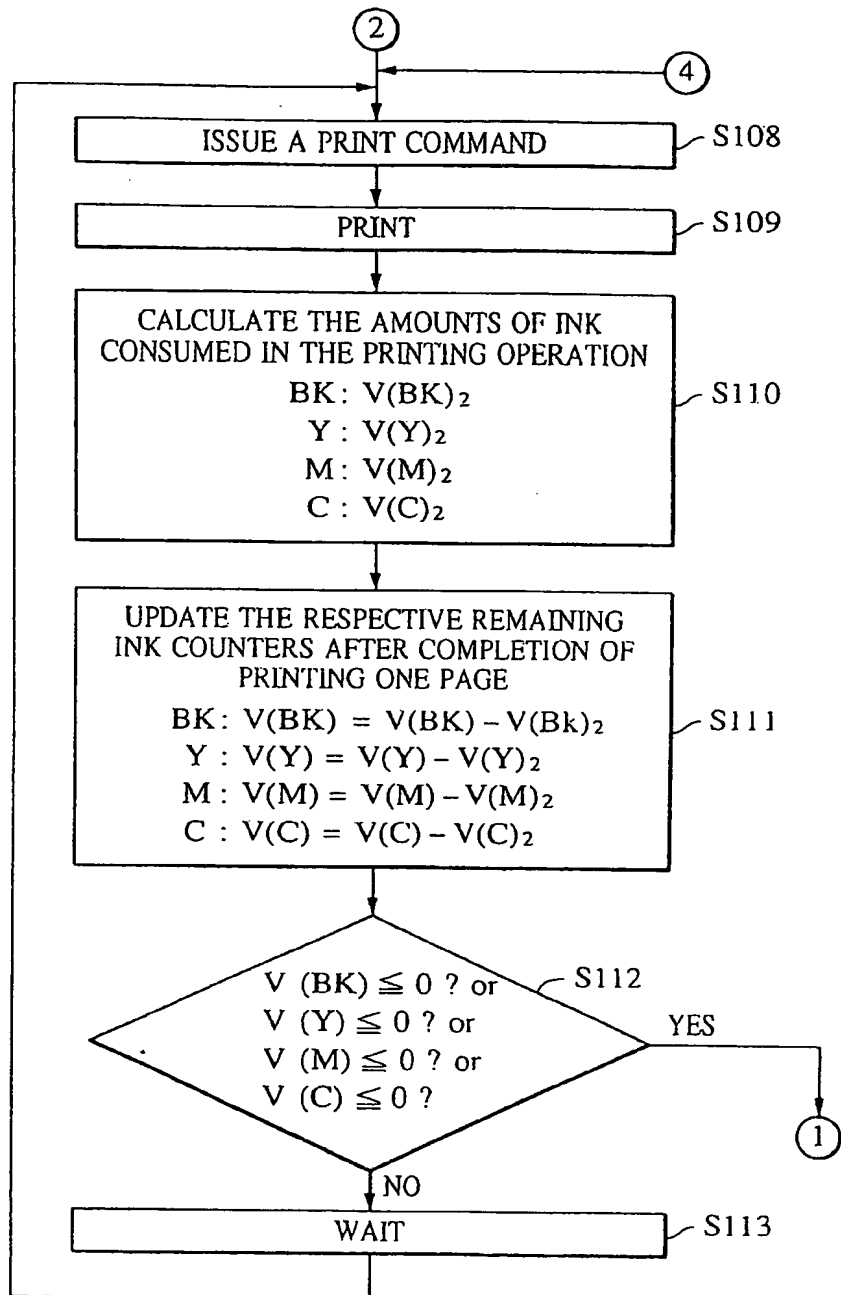 2
4
ISSUE A PRINT COMMAND
S108
PRINT
S109
CALCULATE THE AMOUNTS OF INK
CONSUMED IN THE PRINTING OPERATION
BK: V(BK)₂
Y: V(Y)₂
M: V(M)₂
C: V(C)₂
S110
UPDATE THE RESPECTIVE REMAINING
INK COUNTERS AFTER COMPLETION OF
PRINTING ONE PAGE
BK: V(BK) = V(BK) – V(Bk)₂
Y: V(Y) = V(Y) – V(Y)₂
M: V(M) = V(M) – V(M)₂
C: V(C) = V(C) – V(C)₂
S111
V (BK) ≦ 0 ? or
V (Y) ≦ 0 ? or
V (M) ≦ 0 ? or
V (C) ≦ 0 ?
S112
YES
1
NO
WAIT
S113